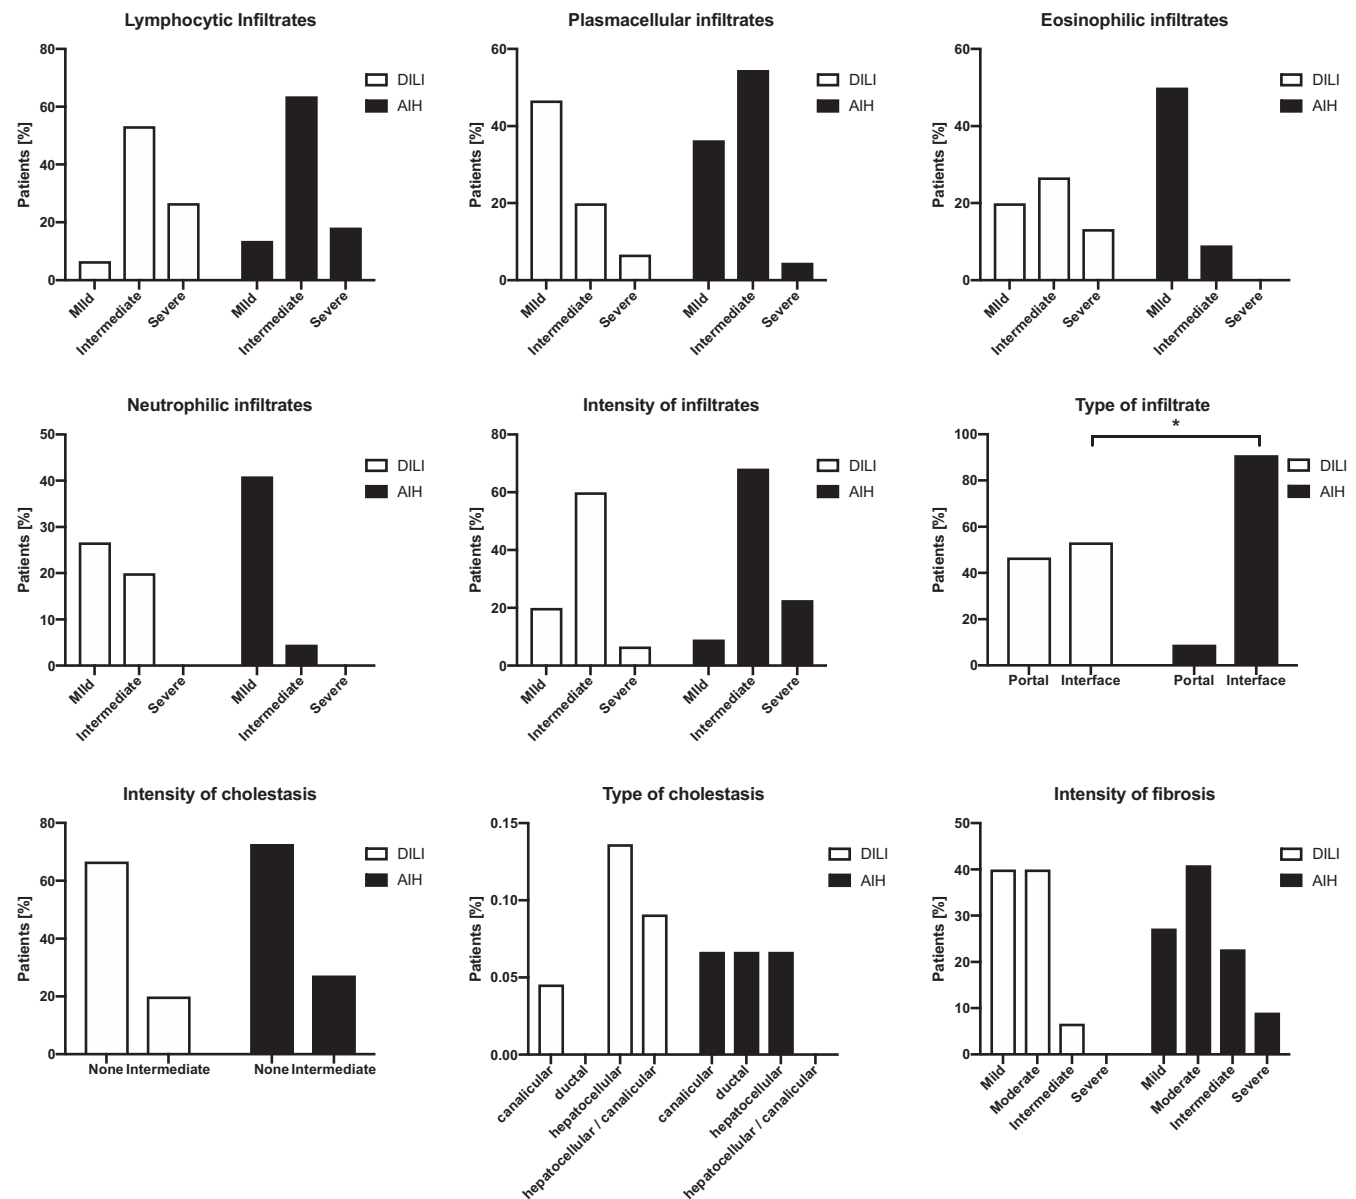 Lymphocytic Infiltrates
80
60
40
20
0
Patients [%]
MIld
Intermediate
Severe
MIld
Intermediate
Severe
DILI
AIH
Plasmacellular infiltrates
60
40
20
0
Patients [%]
MIld
Intermediate
Severe
MIld
Intermediate
Severe
DILI
AIH
Eosinophilic infiltrates
60
40
20
0
Patients [%]
MIld
Intermediate
Severe
MIld
Intermediate
Severe
DILI
AIH
Neutrophilic infiltrates
50
40
30
20
10
0
Patients [%]
MIld
Intermediate
Severe
MIld
Intermediate
Severe
DILI
AIH
Intensity of infiltrates
80
60
40
20
0
Patients [%]
MIld
Intermediate
Severe
MIld
Intermediate
Severe
DILI
AIH
Type of infiltrate
*
100
80
60
40
20
0
Patients [%]
Portal Interface Portal Interface
DILI
AIH
Intensity of cholestasis
80
60
40
20
0
Patients [%]
None Intermediate None Intermediate
DILI
AIH
Type of cholestasis
0.15
0.10
0.05
0.00
Patients [%]
canalicular
ductal
hepatocellular
hepatocellular / canalicular
canalicular
ductal
hepatocellular
hepatocellular / canalicular
DILI
AIH
Intensity of fibrosis
50
40
30
20
10
0
Patients [%]
Mild
Moderate
Intermediate
Severe
Mild
Moderate
Intermediate
Severe
DILI
AIH